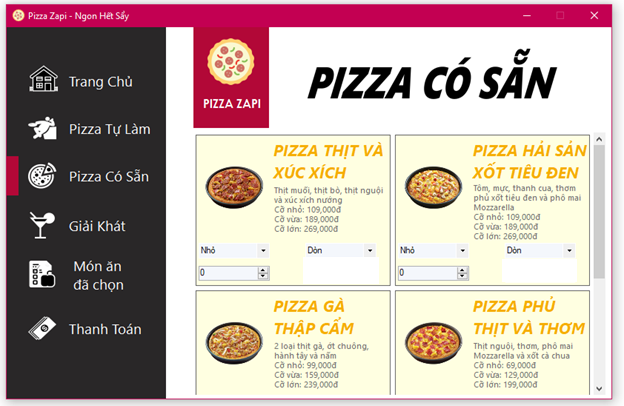 Pizza Zapi - Ngon Hết Sẩy
Trang Chủ
Pizza Tự Làm
Pizza Có Sẵn
Giải Khát
Món ăn
đã chọn
Thanh Toán
PIZZA ZAPI
PIZZA CÓ SẴN
PIZZA THỊT VÀ
XÚC XÍCH
Thịt muối, thịt bò, thịt nguội
và xúc xích nướng
Cỡ nhỏ: 109,000đ
Cỡ vừa: 189,000đ
Cỡ lớn: 269,000đ
Nhỏ
Dòn
0
PIZZA HẢI SẢN
XỐT TIÊU ĐEN
Tôm, mực, thanh cua, thơm
phủ xốt tiêu đen và phô mai
Mozzarella
Cỡ nhỏ: 109,000đ
Cỡ vừa: 189,000đ
Cỡ lớn: 269,000đ
Nhỏ
Dòn
0
PIZZA GÀ
THẬP CẨM
2 loại thịt gà, ớt chuông,
hành tây và nấm
Cỡ nhỏ: 99,000đ
Cỡ vừa: 159,000đ
Cỡ lớn: 239,000đ
PIZZA PHỦ
THỊT VÀ THƠM
Thịt nguội, thơm, phô mai
Mozzarella và xốt cà chua
Cỡ nhỏ: 69,000đ
Cỡ vừa: 129,000đ
Cỡ lớn: 199,000đ